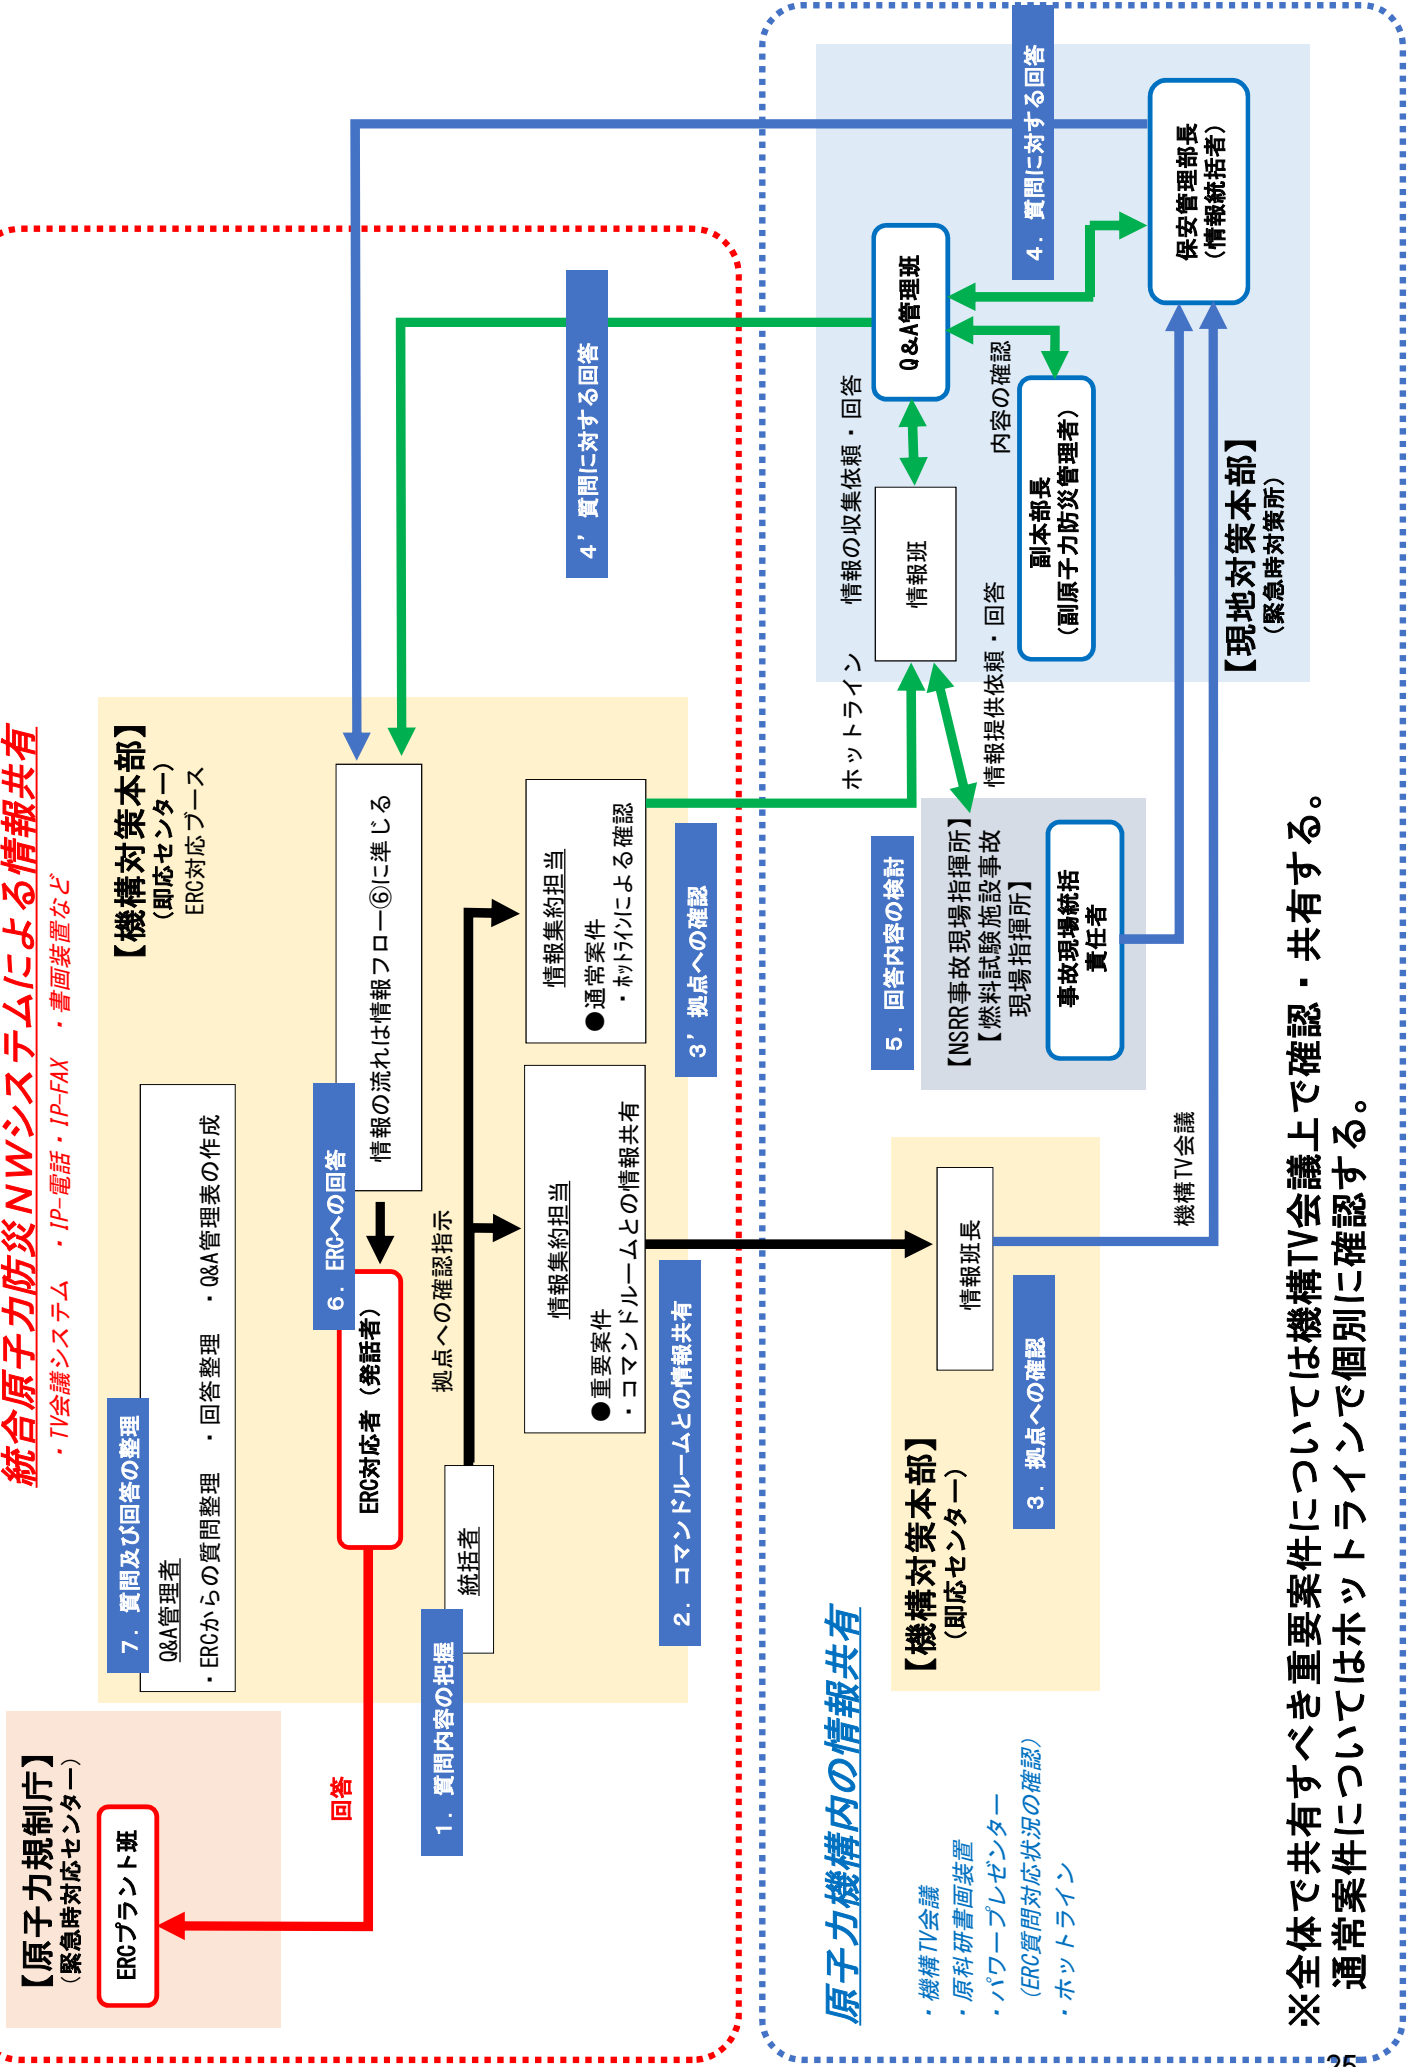 統合原子力防災NWシステムによる情報共有
・TV会議システム　・IP-電話・IP-FAX　・書画装置など
【原子力規制庁】
（緊急時対応センター）
ERCプラント班
回答
【機構対策本部】
（即応センター）
ERC対応ブース
7．質問及び回答の整理
Q&A管理者
・ERCからの質問整理　・回答整理　・Q&A管理表の作成
6．ERCへの回答
情報の流れは情報フロー⑥に準じる
ERC対応者（発話者）
拠点への確認指示
1．質問内容の把握
統括者
情報集約担当
●重要案件
・コマンドルームとの情報共有
情報集約担当
●通常案件
・ホットラインによる確認
2．コマンドルームとの情報共有
3’拠点への確認
4’質問に対する回答
4．質問に対する回答
原子力機構内の情報共有
・機構TV会議
・原科研書画装置
・パワープレゼンター
（ERC質問対応状況の確認）
・ホットライン
【機構対策本部】
（即応センター）
情報班長
3．拠点への確認
機構TV会議
5．回答内容の検討
【NSRR事故現場指揮所】
【燃料試験施設事故
現場指揮所】
事故現場統括
責任者
ホットライン
情報の収集依頼・回答
情報提供依頼・回答
情報班
Q&A管理班
内容の確認
副本部長
（副原子力防災管理者）
保安管理部長
（情報統括者）
【現地対策本部】
（緊急時対策所）
※全体で共有すべき重要案件については機構TV会議上で確認・共有する。
通常案件についてはホットラインで個別に確認する。
25